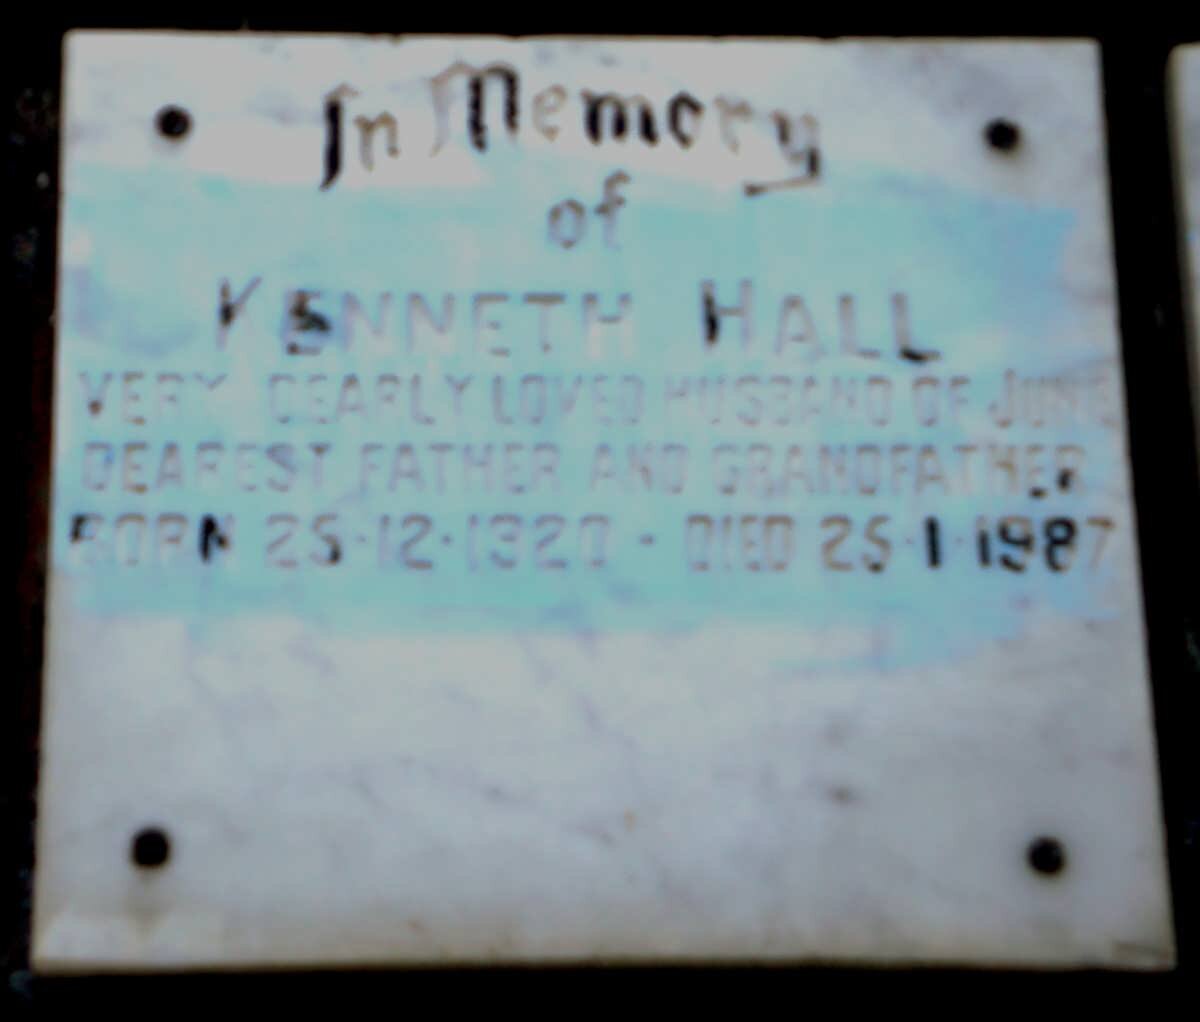 In Memory
of
KENNETH HALL
VERY DEARLY LOVED HUSBAND OF JUNE
DEAREST FATHER AND GRANDFATHER
BORN 25·12·1920 - DIED 25·1·1987